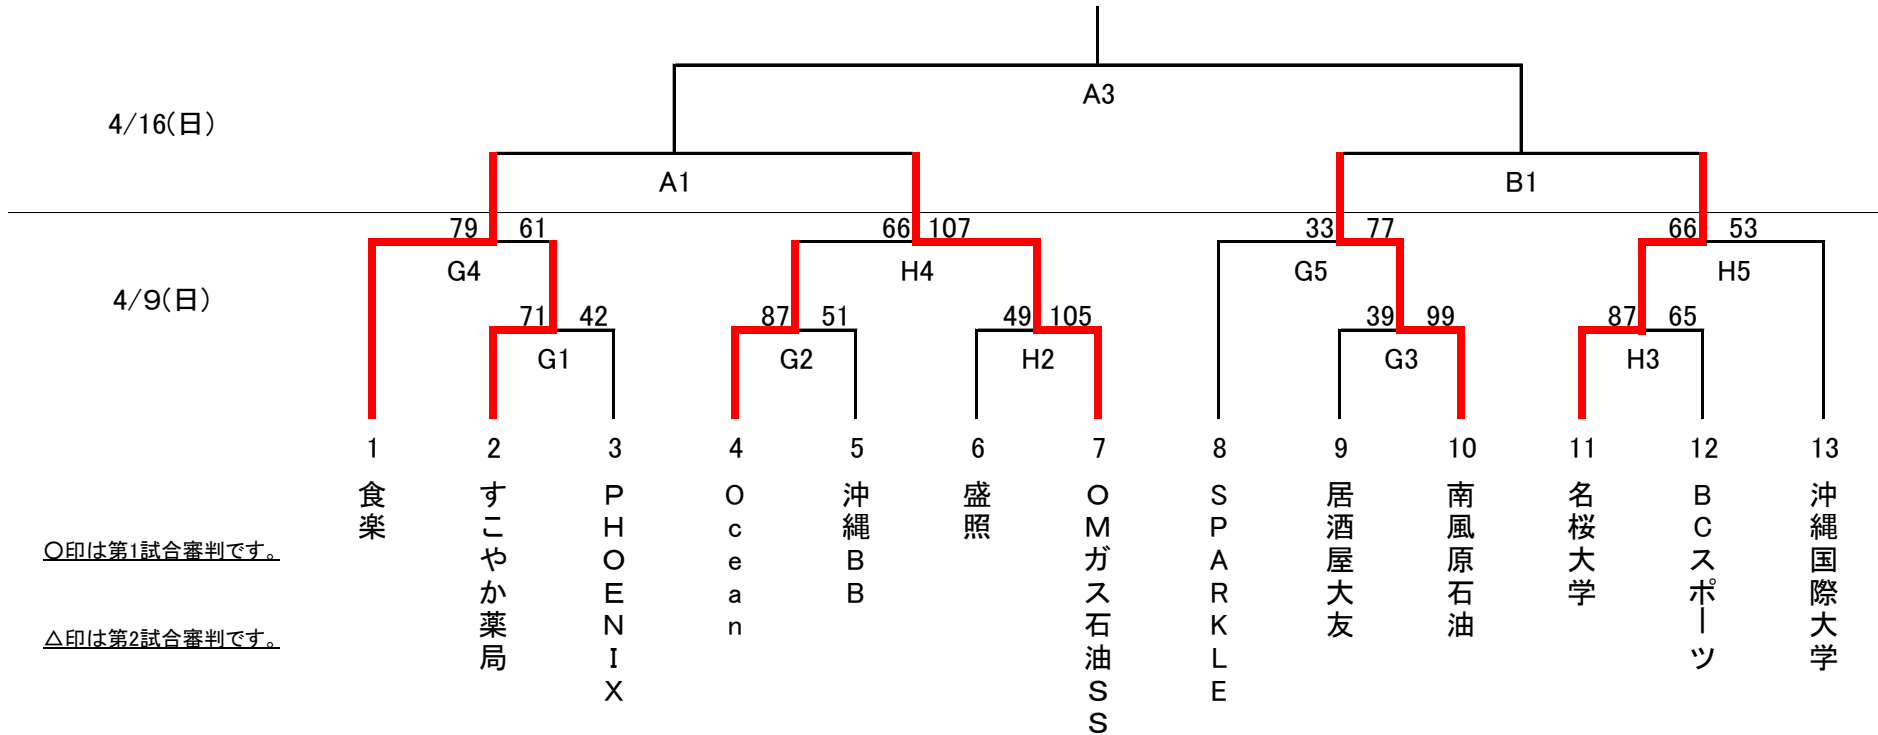 A3
4/16(日)
A1
B1
79 61
66 107
33 77
66 53
G4
H4
G5
H5
4/9(日)
71 42
87 51
49 105
39 99
87 65
G1
G2
H2
G3
H3
1 2 3 4 5 6 7 8 9 10 11 12 13
食楽
すこやか薬局
PHOENIX
Ocean
沖縄BB
盛照
OMガス石油SS
SPARKLE
居酒屋大友
南風原石油
名桜大学
BCスポーツ
沖縄国際大学
○印は第1試合審判です。
△印は第2試合審判です。